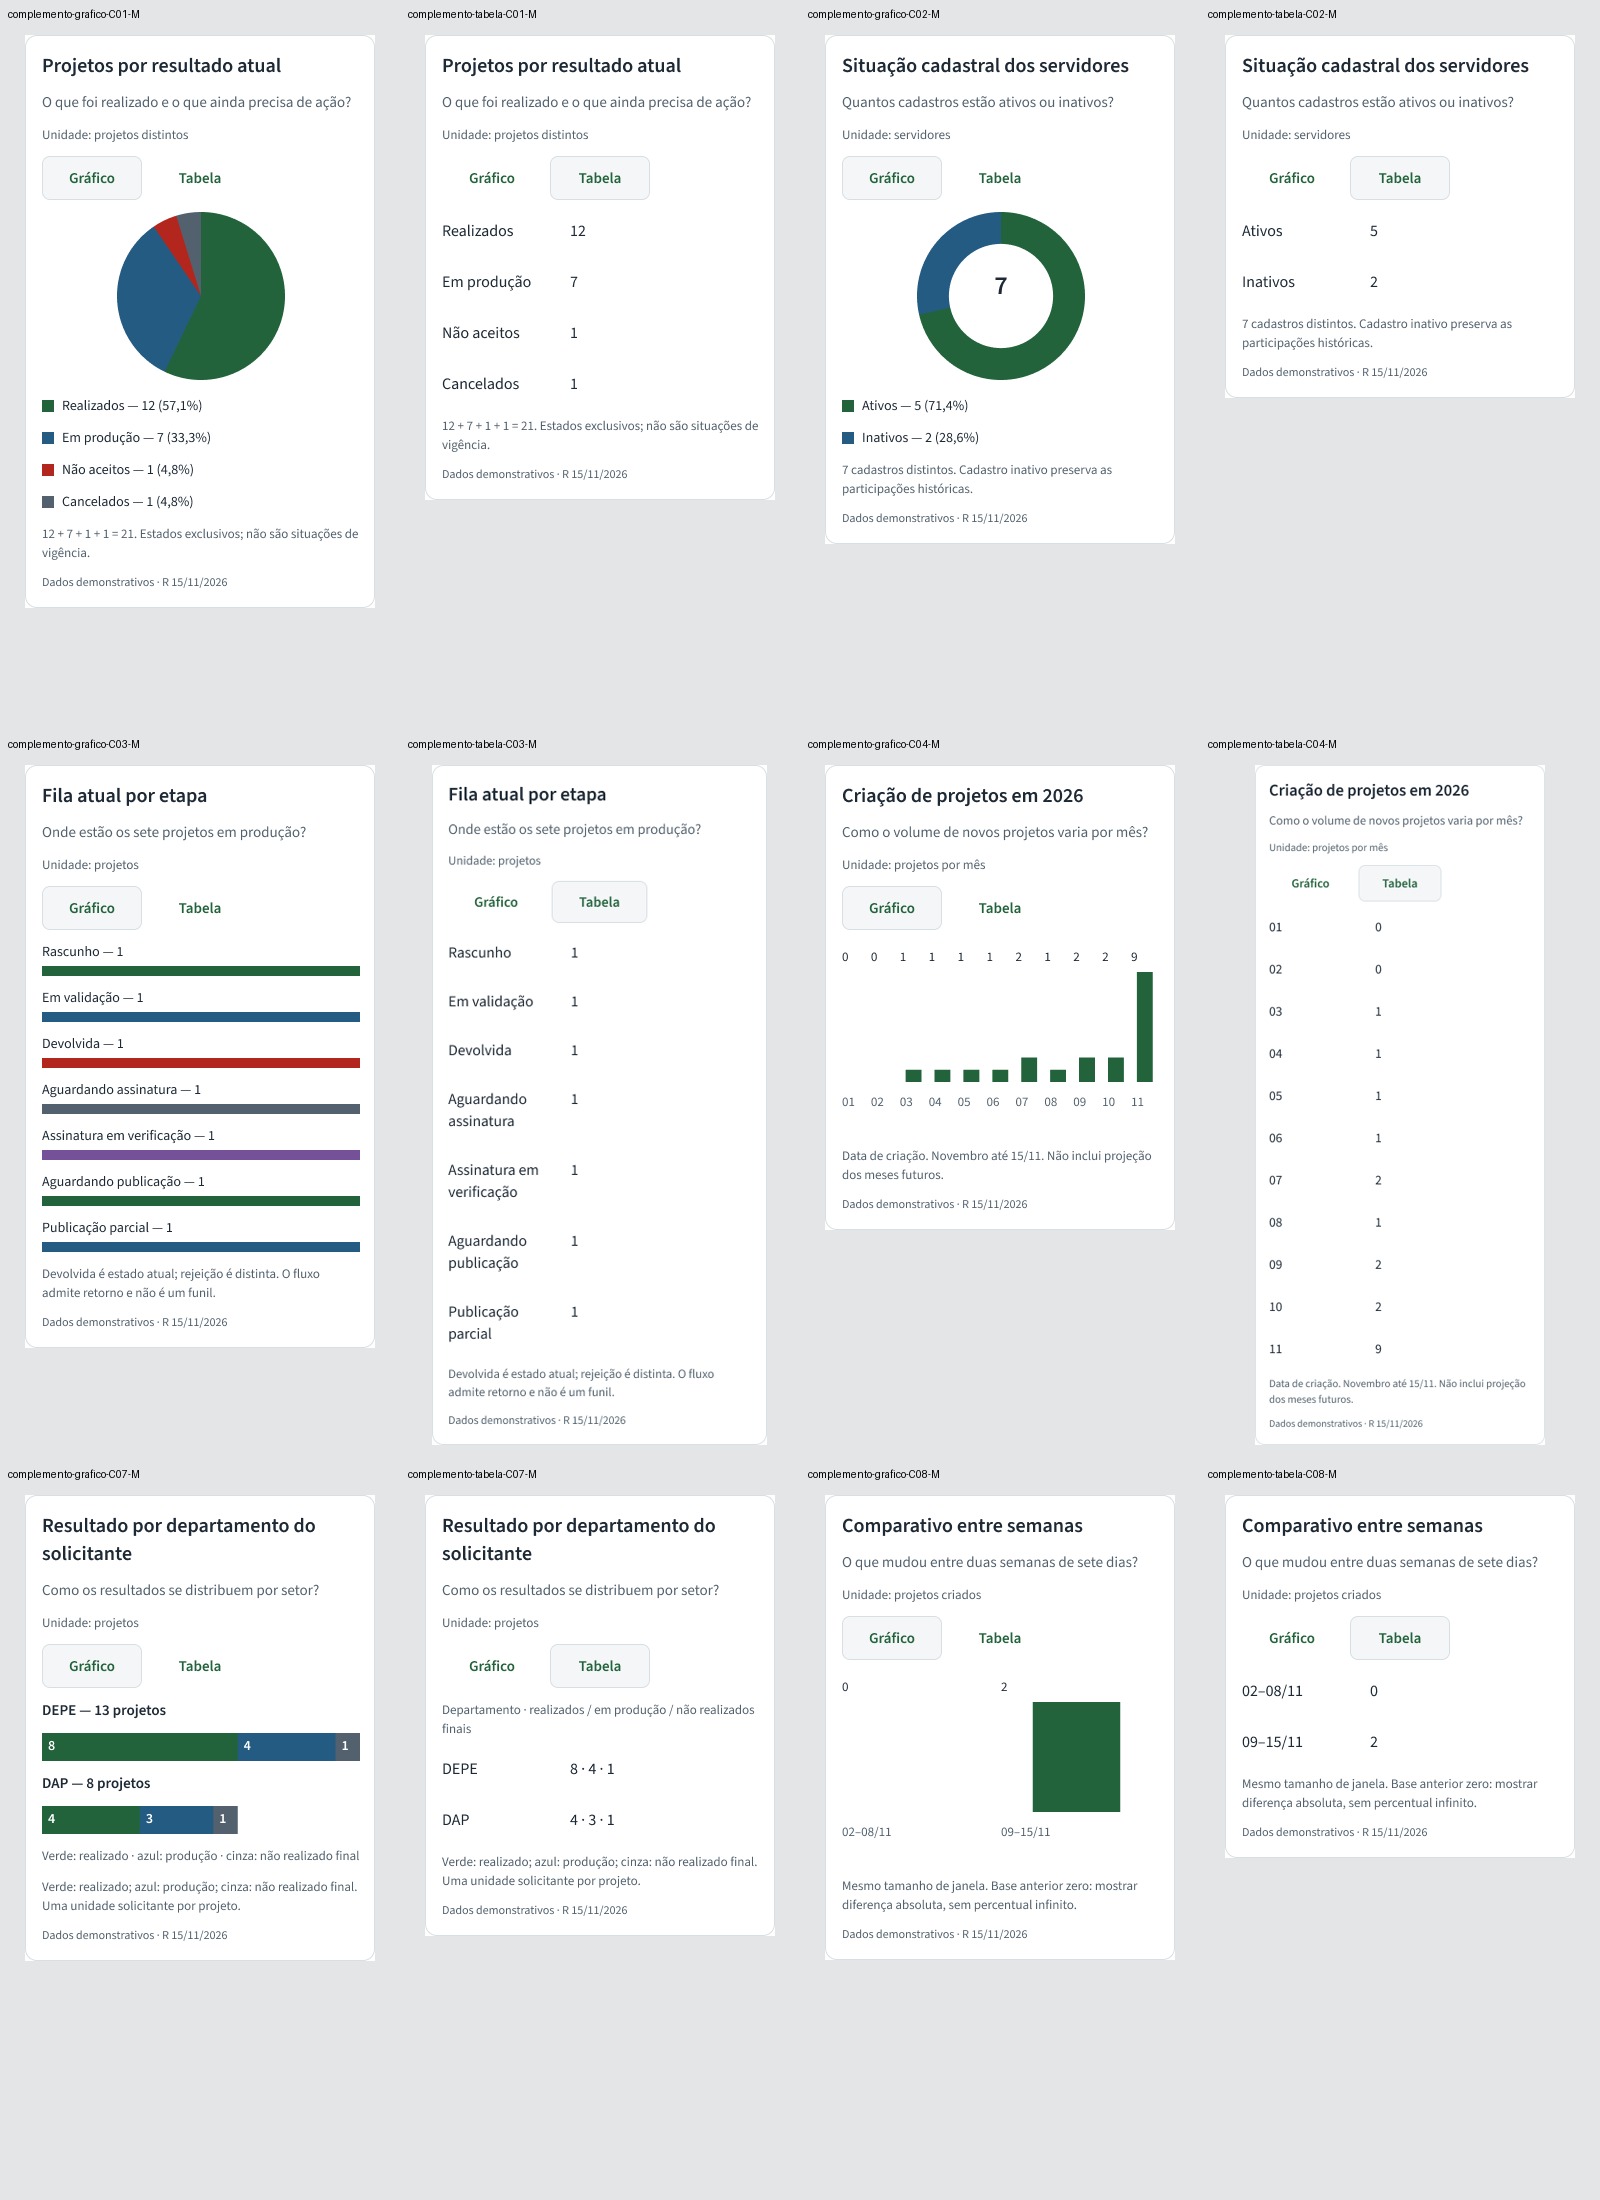 complemento-grafico-C01-M
Projetos por resultado atual
O que foi realizado e o que ainda precisa de ação?
Unidade: projetos distintos
Gráfico Tabela
Realizados — 12 (57,1%)
Em produção — 7 (33,3%)
Não aceitos — 1 (4,8%)
Cancelados — 1 (4,8%)
12 + 7 + 1 + 1 = 21. Estados exclusivos; não são situações de
vigência.
Dados demonstrativos · R 15/11/2026
complemento-tabela-C01-M
Projetos por resultado atual
O que foi realizado e o que ainda precisa de ação?
Unidade: projetos distintos
Gráfico Tabela
Realizados 12
Em produção 7
Não aceitos 1
Cancelados 1
12 + 7 + 1 + 1 = 21. Estados exclusivos; não são situações de
vigência.
Dados demonstrativos · R 15/11/2026
complemento-grafico-C02-M
Situação cadastral dos servidores
Quantos cadastros estão ativos ou inativos?
Unidade: servidores
Gráfico Tabela
7
Ativos — 5 (71,4%)
Inativos — 2 (28,6%)
7 cadastros distintos. Cadastro inativo preserva as
participações históricas.
Dados demonstrativos · R 15/11/2026
complemento-tabela-C02-M
Situação cadastral dos servidores
Quantos cadastros estão ativos ou inativos?
Unidade: servidores
Gráfico Tabela
Ativos 5
Inativos 2
7 cadastros distintos. Cadastro inativo preserva as
participações históricas.
Dados demonstrativos · R 15/11/2026
complemento-grafico-C03-M
Fila atual por etapa
Onde estão os sete projetos em produção?
Unidade: projetos
Gráfico Tabela
Rascunho — 1
Em validação — 1
Devolvida — 1
Aguardando assinatura — 1
Assinatura em verificação — 1
Aguardando publicação — 1
Publicação parcial — 1
Devolvida é estado atual; rejeição é distinta. O fluxo
admite retorno e não é um funil.
Dados demonstrativos · R 15/11/2026
complemento-tabela-C03-M
Fila atual por etapa
Onde estão os sete projetos em produção?
Unidade: projetos
Gráfico Tabela
Rascunho 1
Em validação 1
Devolvida 1
Aguardando 1
assinatura
Assinatura em 1
verificação
Aguardando 1
publicação
Publicação 1
parcial
Devolvida é estado atual; rejeição é distinta. O fluxo
admite retorno e não é um funil.
Dados demonstrativos · R 15/11/2026
complemento-grafico-C04-M
Criação de projetos em 2026
Como o volume de novos projetos varia por mês?
Unidade: projetos por mês
Gráfico Tabela
0 0 1 1 1 1 2 1 2 2 9
01 02 03 04 05 06 07 08 09 10 11
Data de criação. Novembro até 15/11. Não inclui projeção
dos meses futuros.
Dados demonstrativos · R 15/11/2026
complemento-tabela-C04-M
Criação de projetos em 2026
Como o volume de novos projetos varia por mês?
Unidade: projetos por mês
Gráfico Tabela
01 0
02 0
03 1
04 1
05 1
06 1
07 2
08 1
09 2
10 2
11 9
Data de criação. Novembro até 15/11. Não inclui projeção
dos meses futuros.
Dados demonstrativos · R 15/11/2026
complemento-grafico-C07-M
Resultado por departamento do
solicitante
Como os resultados se distribuem por setor?
Unidade: projetos
Gráfico Tabela
DEPE — 13 projetos
8 4 1
DAP — 8 projetos
4 3 1
Verde: realizado · azul: produção · cinza: não realizado final
Verde: realizado; azul: produção; cinza: não realizado final.
Uma unidade solicitante por projeto.
Dados demonstrativos · R 15/11/2026
complemento-tabela-C07-M
Resultado por departamento do
solicitante
Como os resultados se distribuem por setor?
Unidade: projetos
Gráfico Tabela
Departamento · realizados / em produção / não realizados
finais
DEPE 8 · 4 · 1
DAP 4 · 3 · 1
Verde: realizado; azul: produção; cinza: não realizado final.
Uma unidade solicitante por projeto.
Dados demonstrativos · R 15/11/2026
complemento-grafico-C08-M
Comparativo entre semanas
O que mudou entre duas semanas de sete dias?
Unidade: projetos criados
Gráfico Tabela
0 2
02–08/11 09–15/11
Mesmo tamanho de janela. Base anterior zero: mostrar
diferença absoluta, sem percentual infinito.
Dados demonstrativos · R 15/11/2026
complemento-tabela-C08-M
Comparativo entre semanas
O que mudou entre duas semanas de sete dias?
Unidade: projetos criados
Gráfico Tabela
02–08/11 0
09–15/11 2
Mesmo tamanho de janela. Base anterior zero: mostrar
diferença absoluta, sem percentual infinito.
Dados demonstrativos · R 15/11/2026